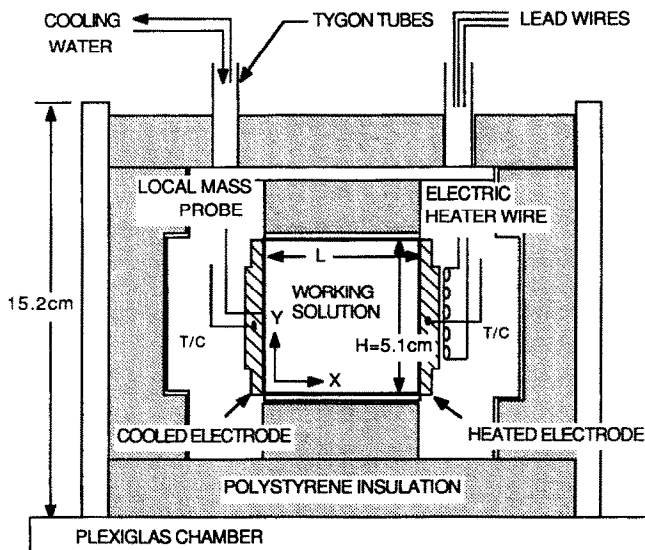 COOLING
WATER
TYGON TUBES
LEAD WIRES
LOCAL MASS
PROBE
ELECTRIC
HEATER WIRE
L
15.2cm
WORKING
SOLUTION
T/C
Y
H=5.1cm
T/C
X
COOLED ELECTRODE
HEATED ELECTRODE
POLYSTYRENE INSULATION
PLEXIGLAS CHAMBER